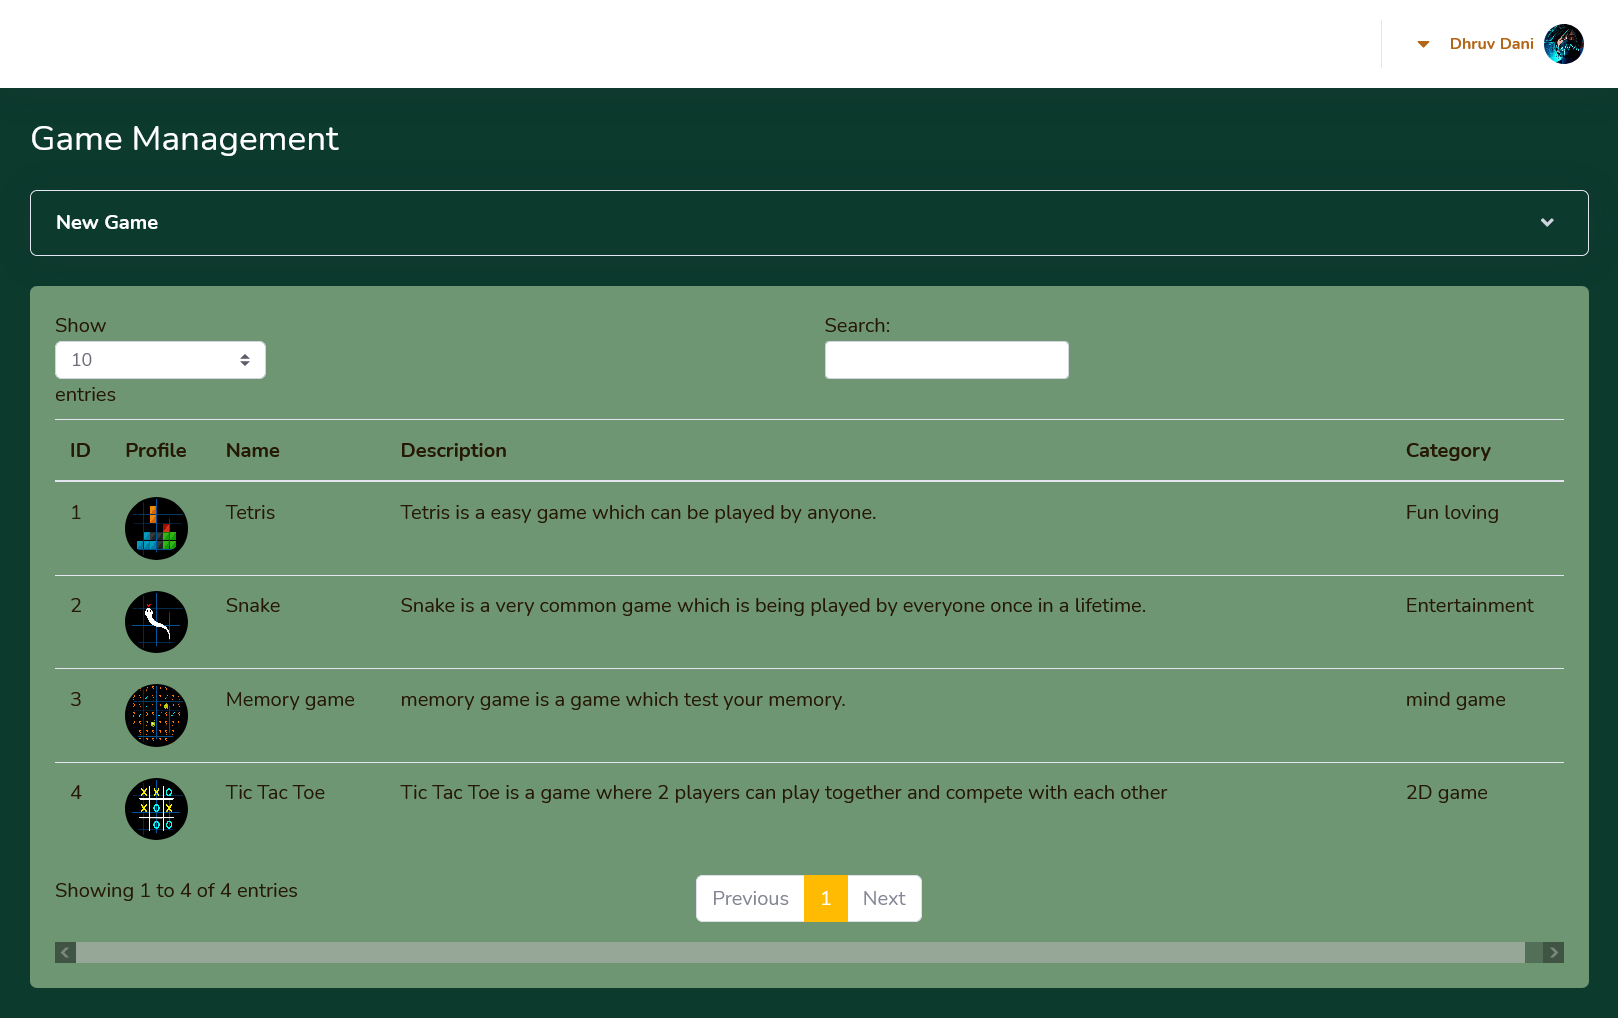 Dhruv Dani
Game Management
New Game
Show
Search:
10
entries
ID Profile Name Description Category
1 Tetris Tetris is a easy game which can be played by anyone. Fun loving
2 Snake Snake is a very common game which is being played by everyone once in a lifetime. Entertainment
3 Memory game memory game is a game which test your memory. mind game
4 Tic Tac Toe Tic Tac Toe is a game where 2 players can play together and compete with each other 2D game
Showing 1 to 4 of 4 entries
Previous 1 Next